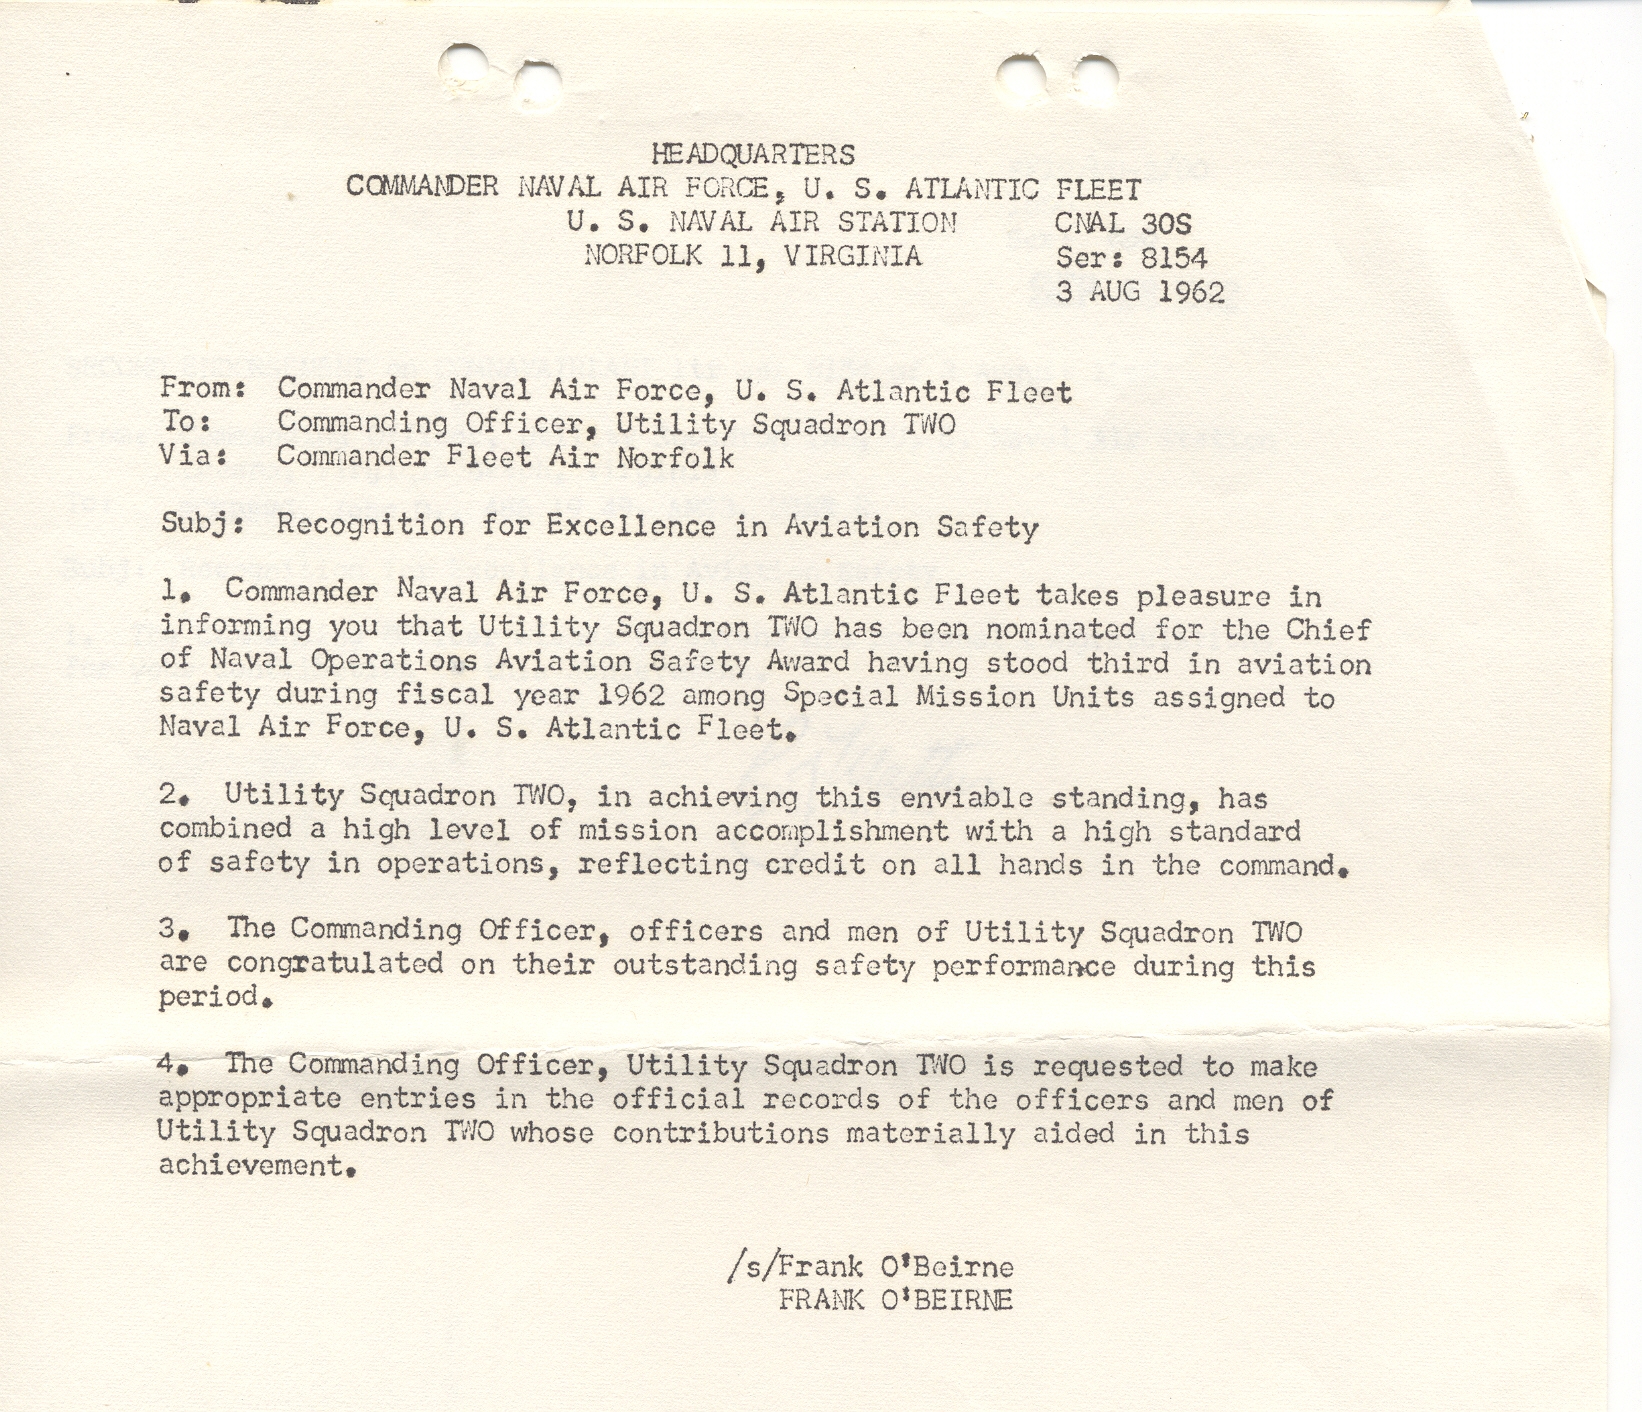 HEADQUARTERS
COMMANDER NAVAL AIR FORCE, U. S. ATLANTIC FLEET
U. S. NAVAL AIR STATION CNAL 30S
NORFOLK 11, VIRGINIA Ser: 8154
3 AUG 1962
From: Commander Naval Air Force, U. S. Atlantic Fleet
To: Commanding Officer, Utility Squadron TWO
Via: Commander Fleet Air Norfolk
Subj: Recognition for Excellence in Aviation Safety
1. Commander Naval Air Force, U. S. Atlantic Fleet takes pleasure in
informing you that Utility Squadron TWO has been nominated for the Chief
of Naval Operations Aviation Safety Award having stood third in aviation
safety during fiscal year 1962 among Special Mission Units assigned to
Naval Air Force, U. S. Atlantic Fleet.
2. Utility Squadron TWO, in achieving this enviable standing, has
combined a high level of mission accomplishment with a high standard
of safety in operations, reflecting credit on all hands in the command.
3. The Commanding Officer, officers and men of Utility Squadron TWO
are congratulated on their outstanding safety performance during this
period.
4. The Commanding Officer, Utility Squadron TWO is requested to make
appropriate entries in the official records of the officers and men of
Utility Squadron TWO whose contributions materially aided in this
achievement.
/s/Frank O'Beirne
FRANK O'BEIRNE